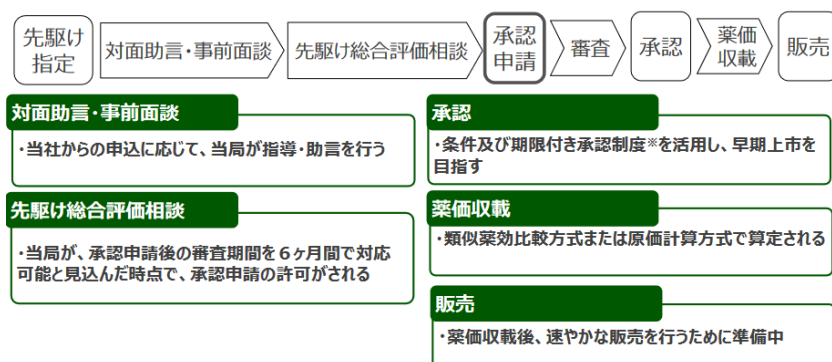 先駆け
指定
対面助言・事前面談
先駆け総合評価相談
承認
申請
審査
承認
薬価
収載
販売
対面助言・事前面談
・当社からの申込に応じて、当局が指導・助言を行う
先駆け総合評価相談
・当局が、承認申請後の審査期間を6ヶ月間で対応
可能と見込んだ時点で、承認申請の許可がされる
承認
・条件及び期限付き承認制度※を活用し、早期上市を
目指す
薬価収載
・類似薬効比較方式または原価計算方式で算定される
販売
・薬価収載後、速やかな販売を行うために準備中